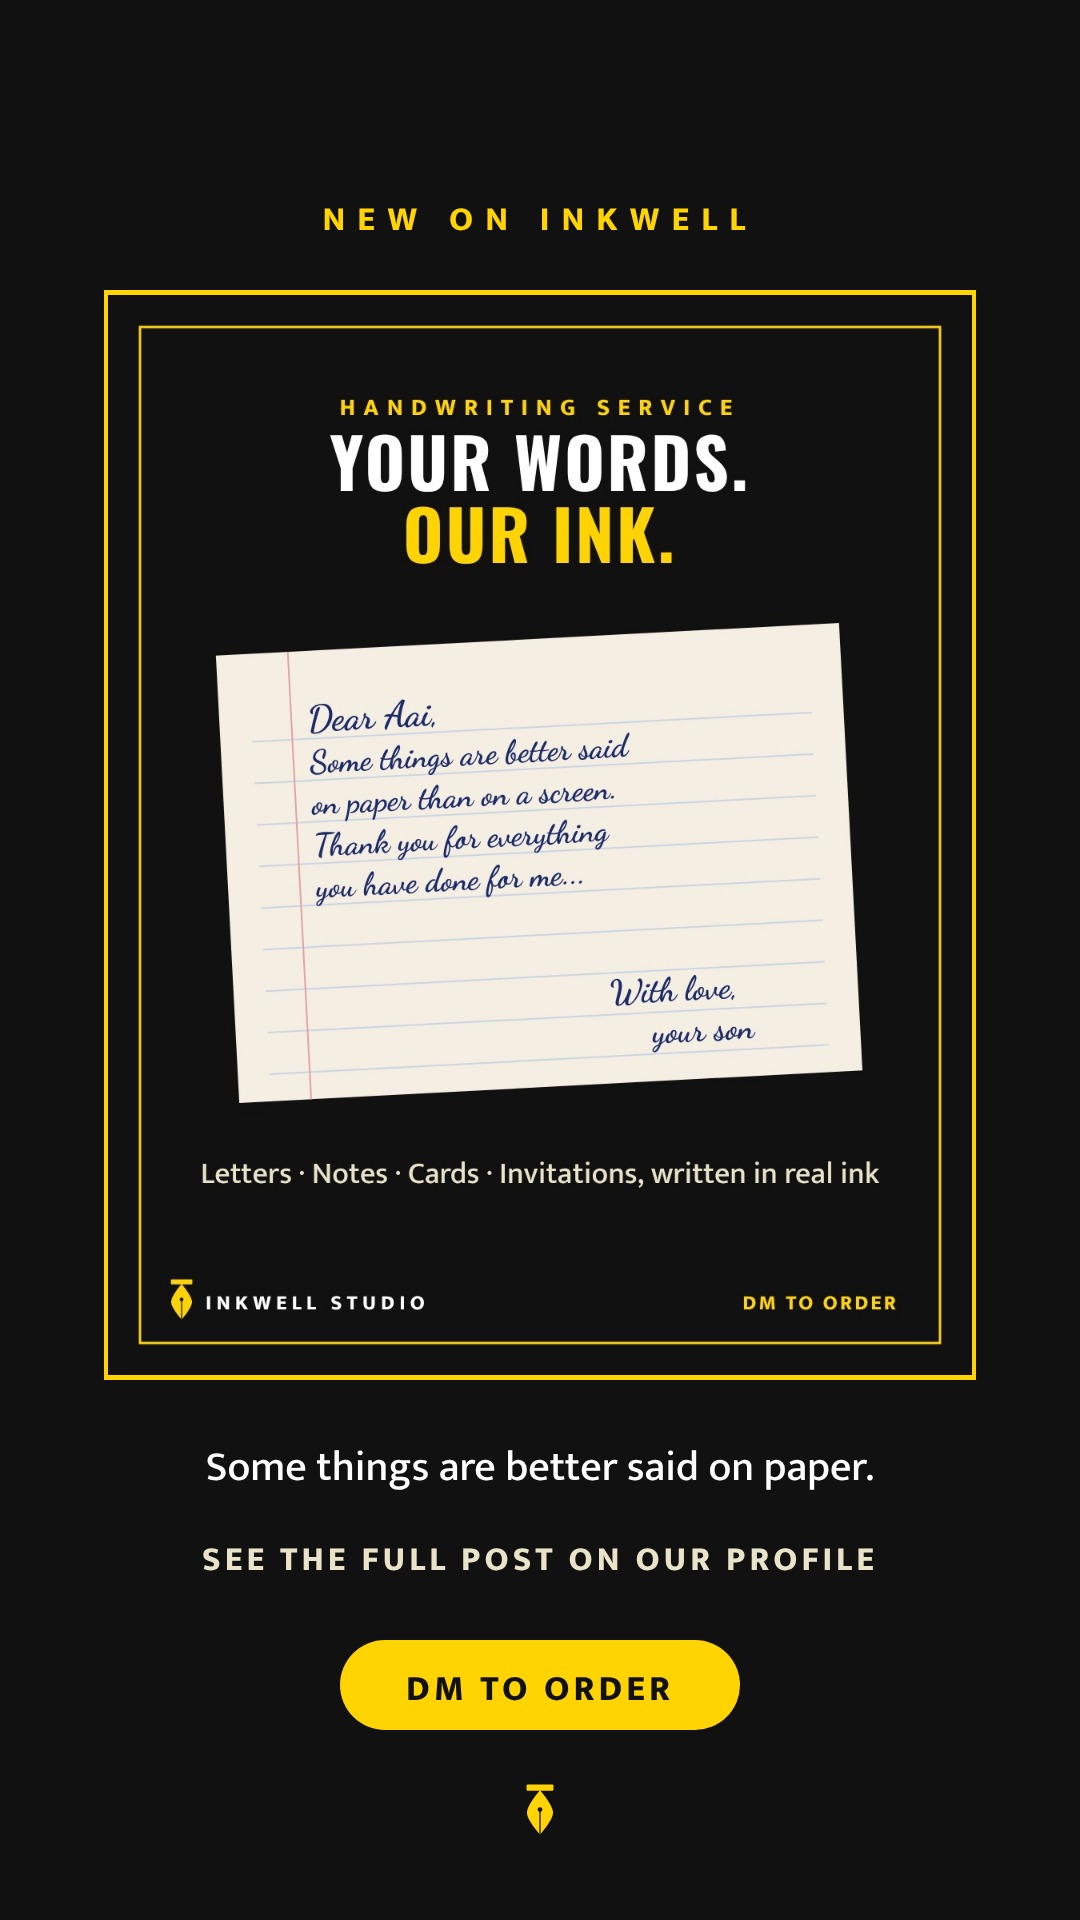 NEW ON INKWELL
HANDWRITING SERVICE
YOUR WORDS.
OUR INK.
Dear Aai,
Some things are better said
on paper than on a screen.
Thank you for everything
you have done for me...
With love,
your son
Letters · Notes · Cards · Invitations, written in real ink
INKWELL STUDIO
DM TO ORDER
Some things are better said on paper.
SEE THE FULL POST ON OUR PROFILE
DM TO ORDER